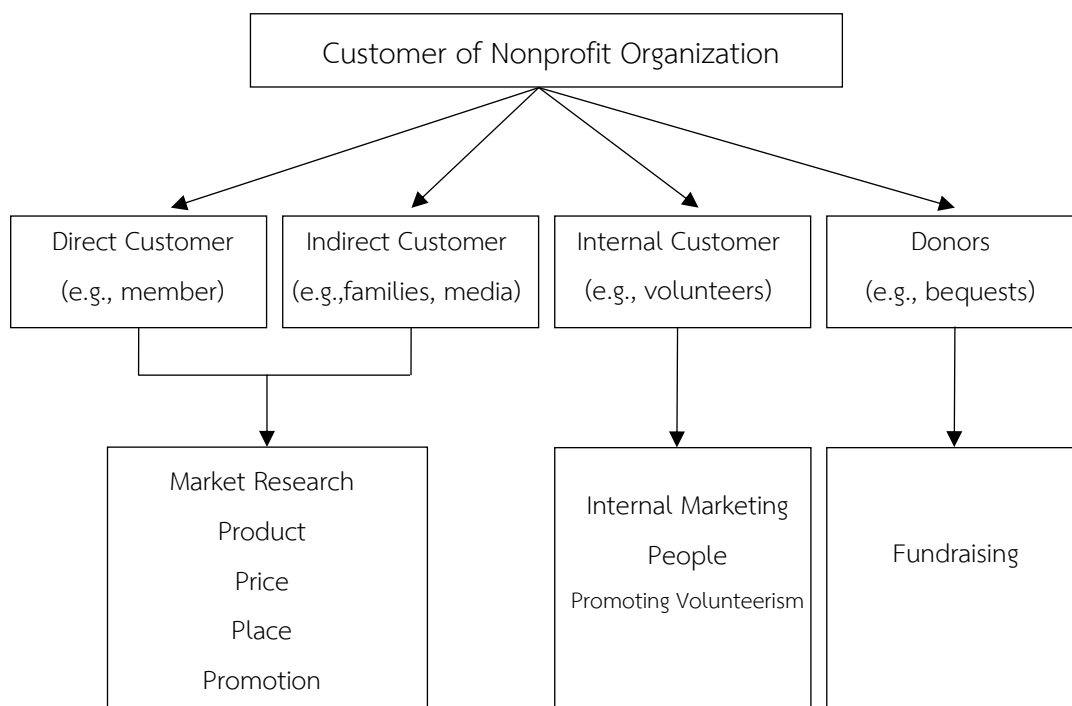 Customer of Nonprofit Organization
Direct Customer
(e.g., member)
Indirect Customer
(e.g.,families, media)
Internal Customer
(e.g., volunteers)
Donors
(e.g., bequests)
Market Research
Product
Price
Place
Promotion
Internal Marketing
People
Promoting Volunteerism
Fundraising